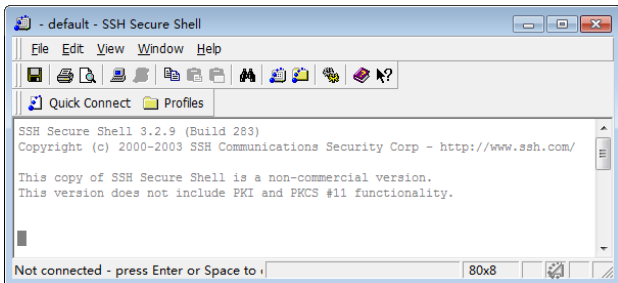 - default - SSH Secure Shell
File Edit View Window Help
Quick Connect Profiles
SSH Secure Shell 3.2.9 (Build 283)
Copyright (c) 2000-2003 SSH Communications Security Corp - http://www.ssh.com/
This copy of SSH Secure Shell is a non-commercial version.
This version does not include PKI and PKCS #11 functionality.
Not connected - press Enter or Space to 80x8